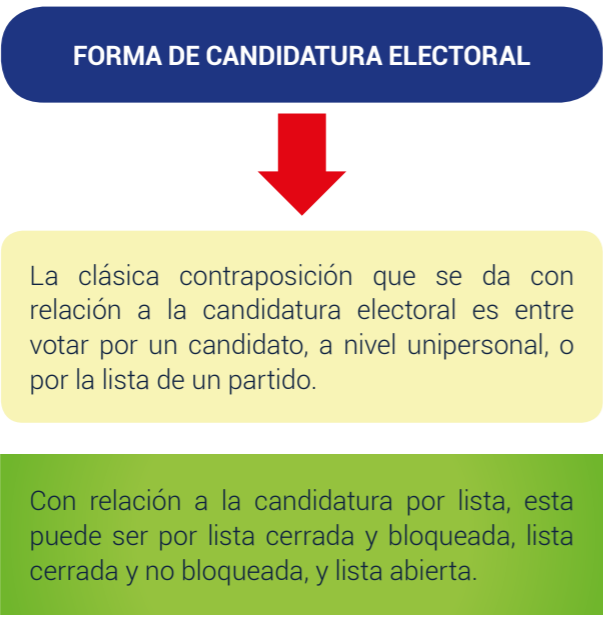 FORMA DE CANDIDATURA ELECTORAL
La clásica contraposición que se da con
relación a la candidatura electoral es entre
votar por un candidato, a nivel unipersonal, o
por la lista de un partido.
Con relación a la candidatura por lista, esta
puede ser por lista cerrada y bloqueada, lista
cerrada y no bloqueada, y lista abierta.